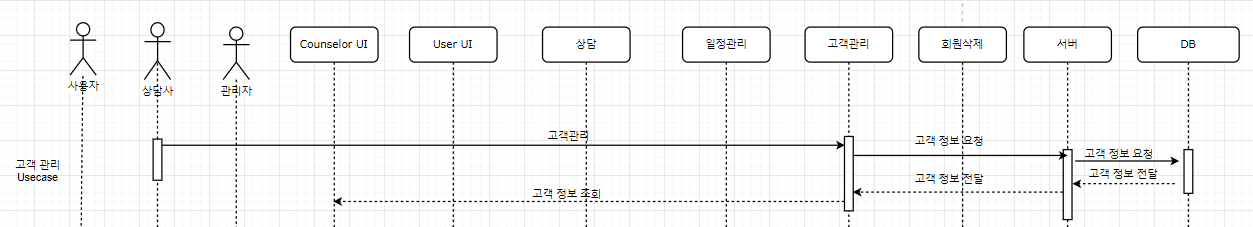 Counselor UI
User UI
상담
일정관리
고객관리
회원삭제
서버
DB
사용자
상담사
관리자
고객관리
고객 정보 요청
고객 정보 요청
고객 관리
Usecase
고객 정보 전달
고객 정보 전달
고객 정보 조회